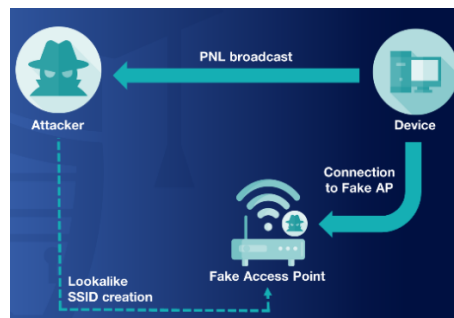 PNL broadcast
Attacker
Device
Connection
to Fake AP
Lookalike
SSID creation
Fake Access Point